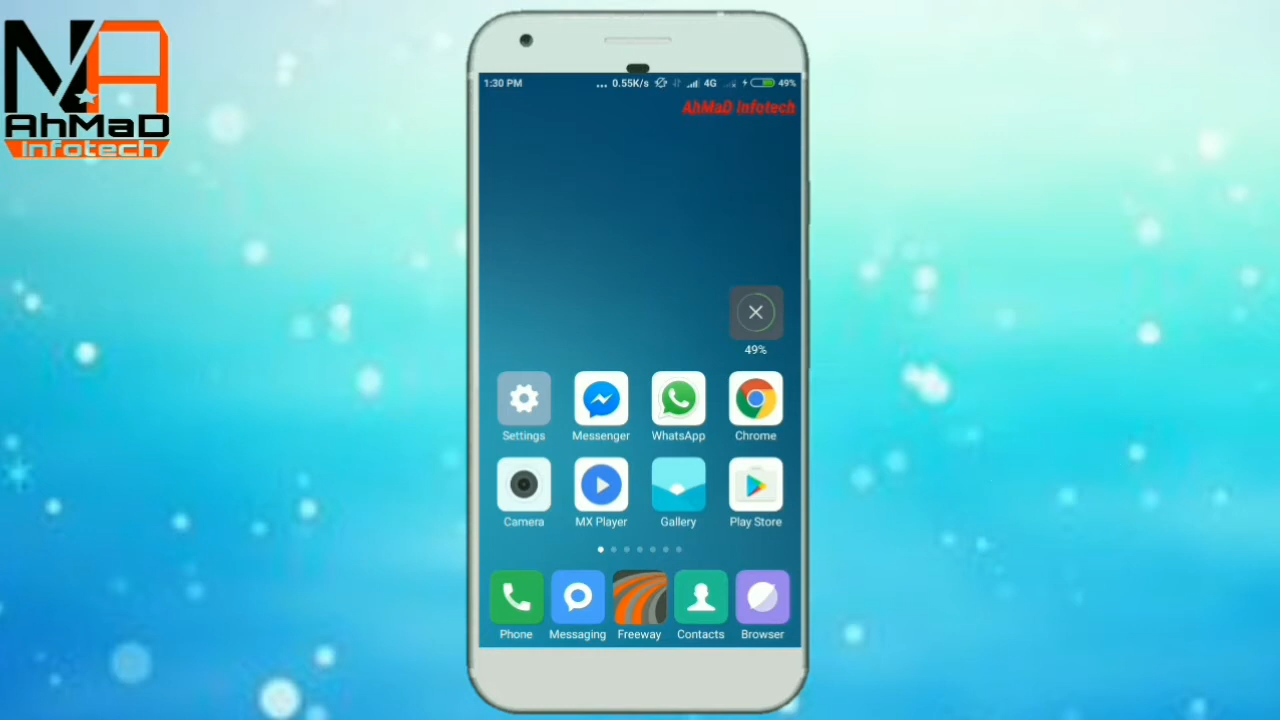 NA
AhMaD
Infotech
1:30 PM ... 0.55K/s 4G 49%
AhMaD Infotech
49%
Settings Messenger WhatsApp Chrome
Camera MX Player Gallery Play Store
Phone Messaging Freeway Contacts Browser